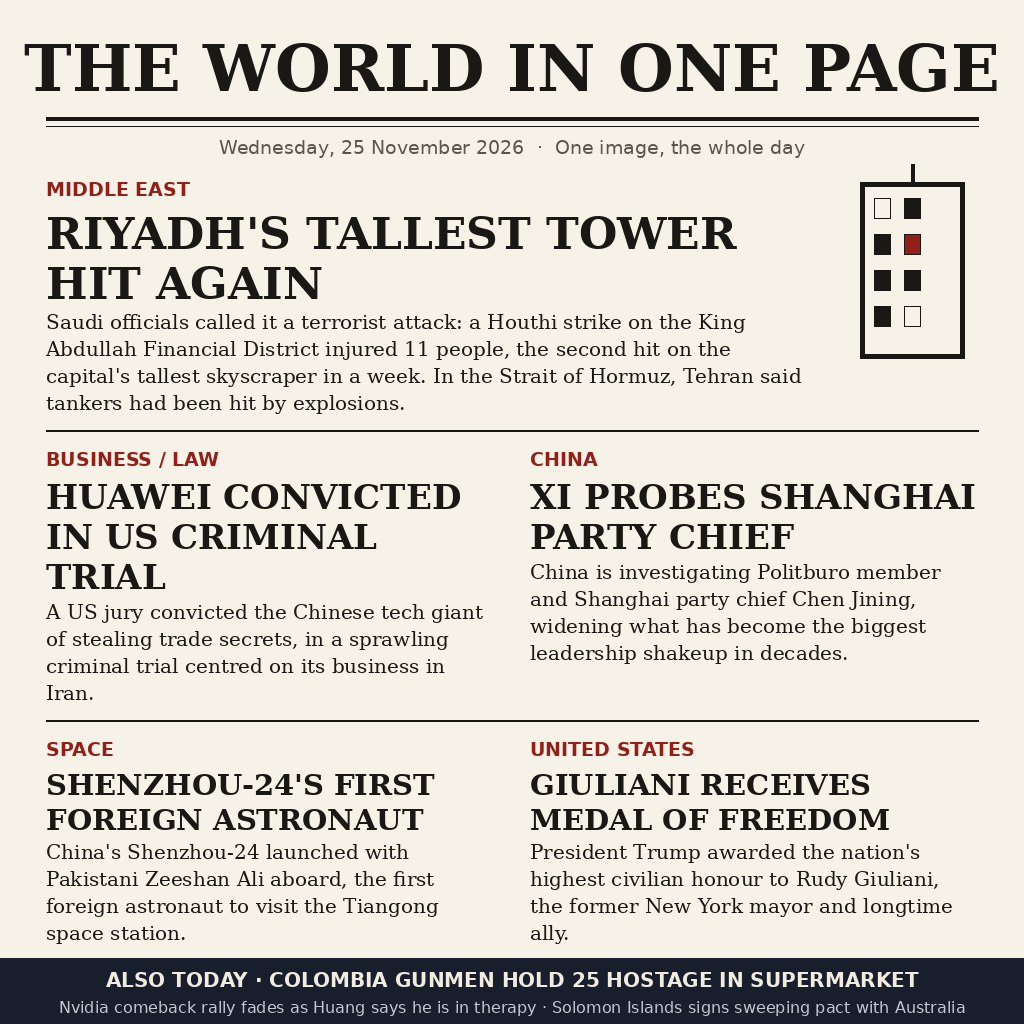 THE WORLD IN ONE PAGE
Wednesday, 25 November 2026 · One image, the whole day
MIDDLE EAST
RIYADH'S TALLEST TOWER
HIT AGAIN
Saudi officials called it a terrorist attack: a Houthi strike on the King
Abdullah Financial District injured 11 people, the second hit on the
capital's tallest skyscraper in a week. In the Strait of Hormuz, Tehran said
tankers had been hit by explosions.
BUSINESS / LAW
HUAWEI CONVICTED
IN US CRIMINAL
TRIAL
A US jury convicted the Chinese tech giant
of stealing trade secrets, in a sprawling
criminal trial centred on its business in
Iran.
CHINA
XI PROBES SHANGHAI
PARTY CHIEF
China is investigating Politburo member
and Shanghai party chief Chen Jining,
widening what has become the biggest
leadership shakeup in decades.
SPACE
SHENZHOU-24'S FIRST
FOREIGN ASTRONAUT
China's Shenzhou-24 launched with
Pakistani Zeeshan Ali aboard, the first
foreign astronaut to visit the Tiangong
space station.
UNITED STATES
GIULIANI RECEIVES
MEDAL OF FREEDOM
President Trump awarded the nation's
highest civilian honour to Rudy Giuliani,
the former New York mayor and longtime
ally.
ALSO TODAY · COLOMBIA GUNMEN HOLD 25 HOSTAGE IN SUPERMARKET
Nvidia comeback rally fades as Huang says he is in therapy · Solomon Islands signs sweeping pact with Australia